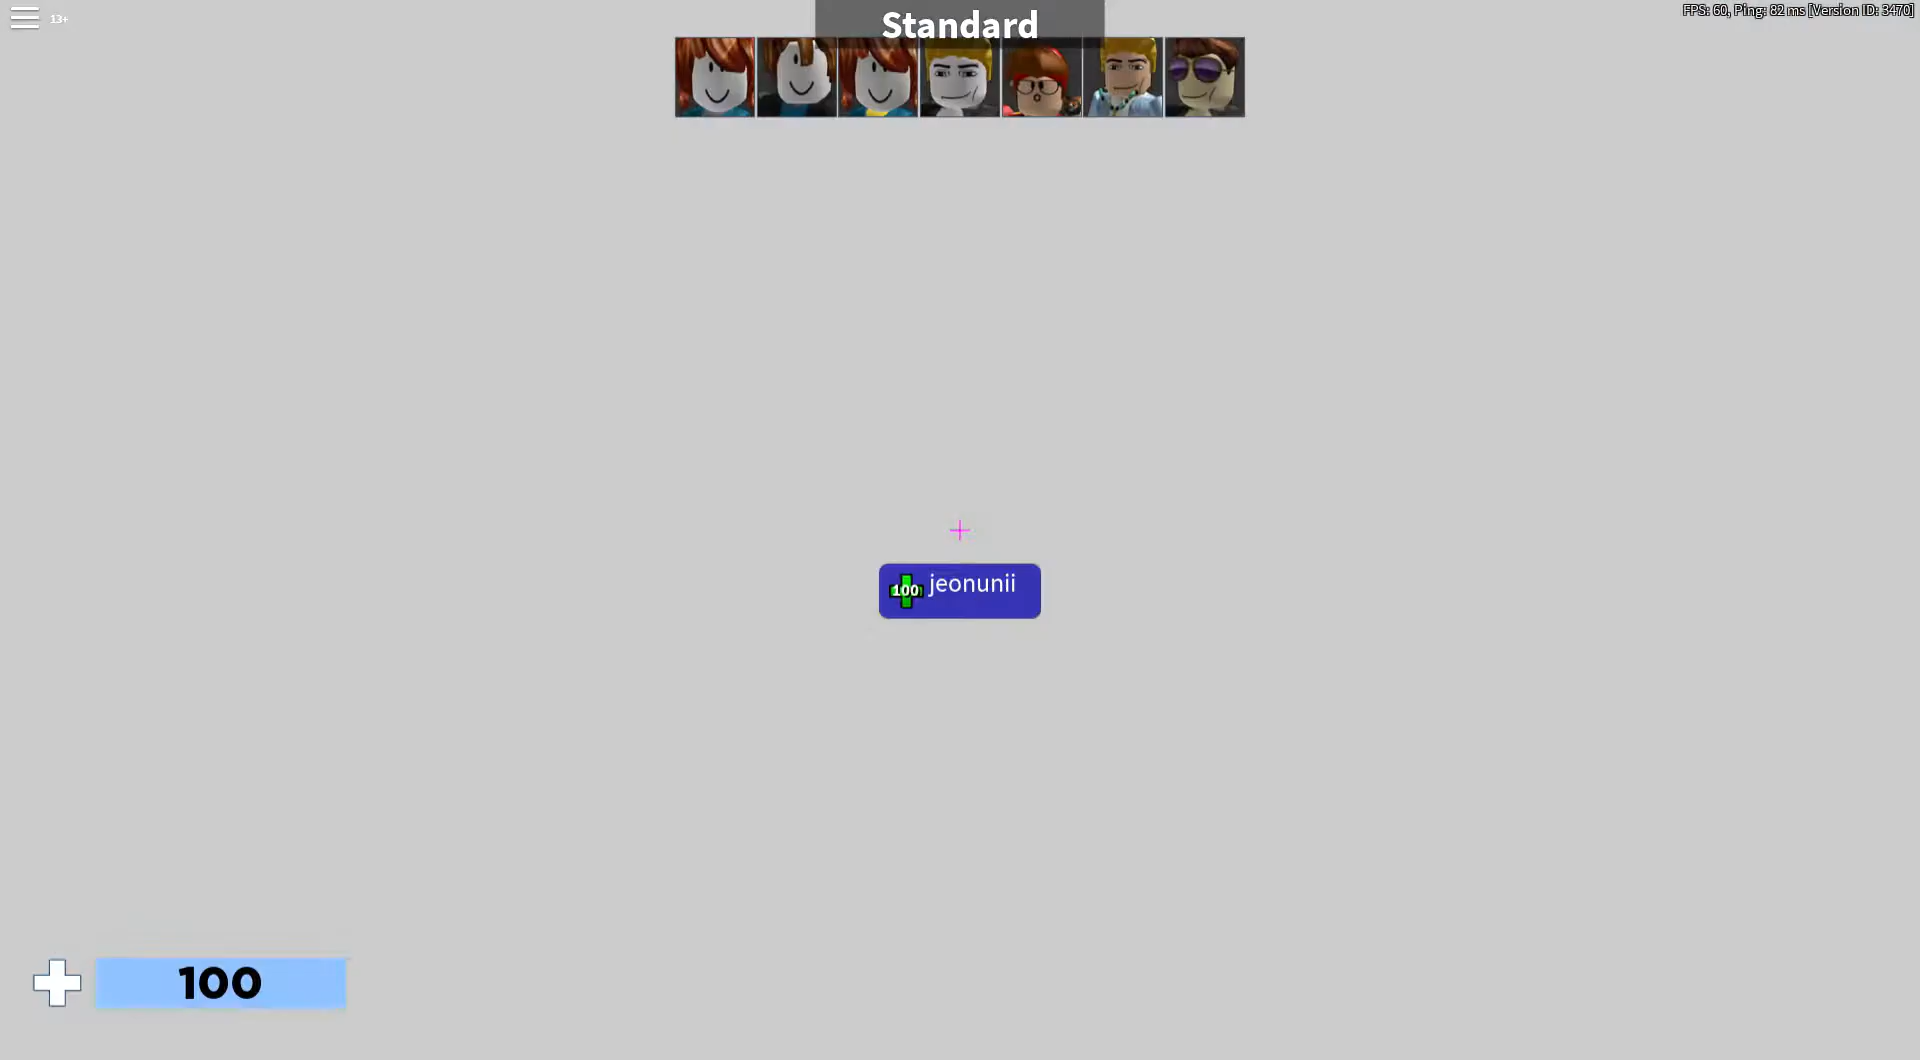 13+
Standard
FPS: 60, Ping: 82 ms [Version ID: 3470]
100 jeonunii
100